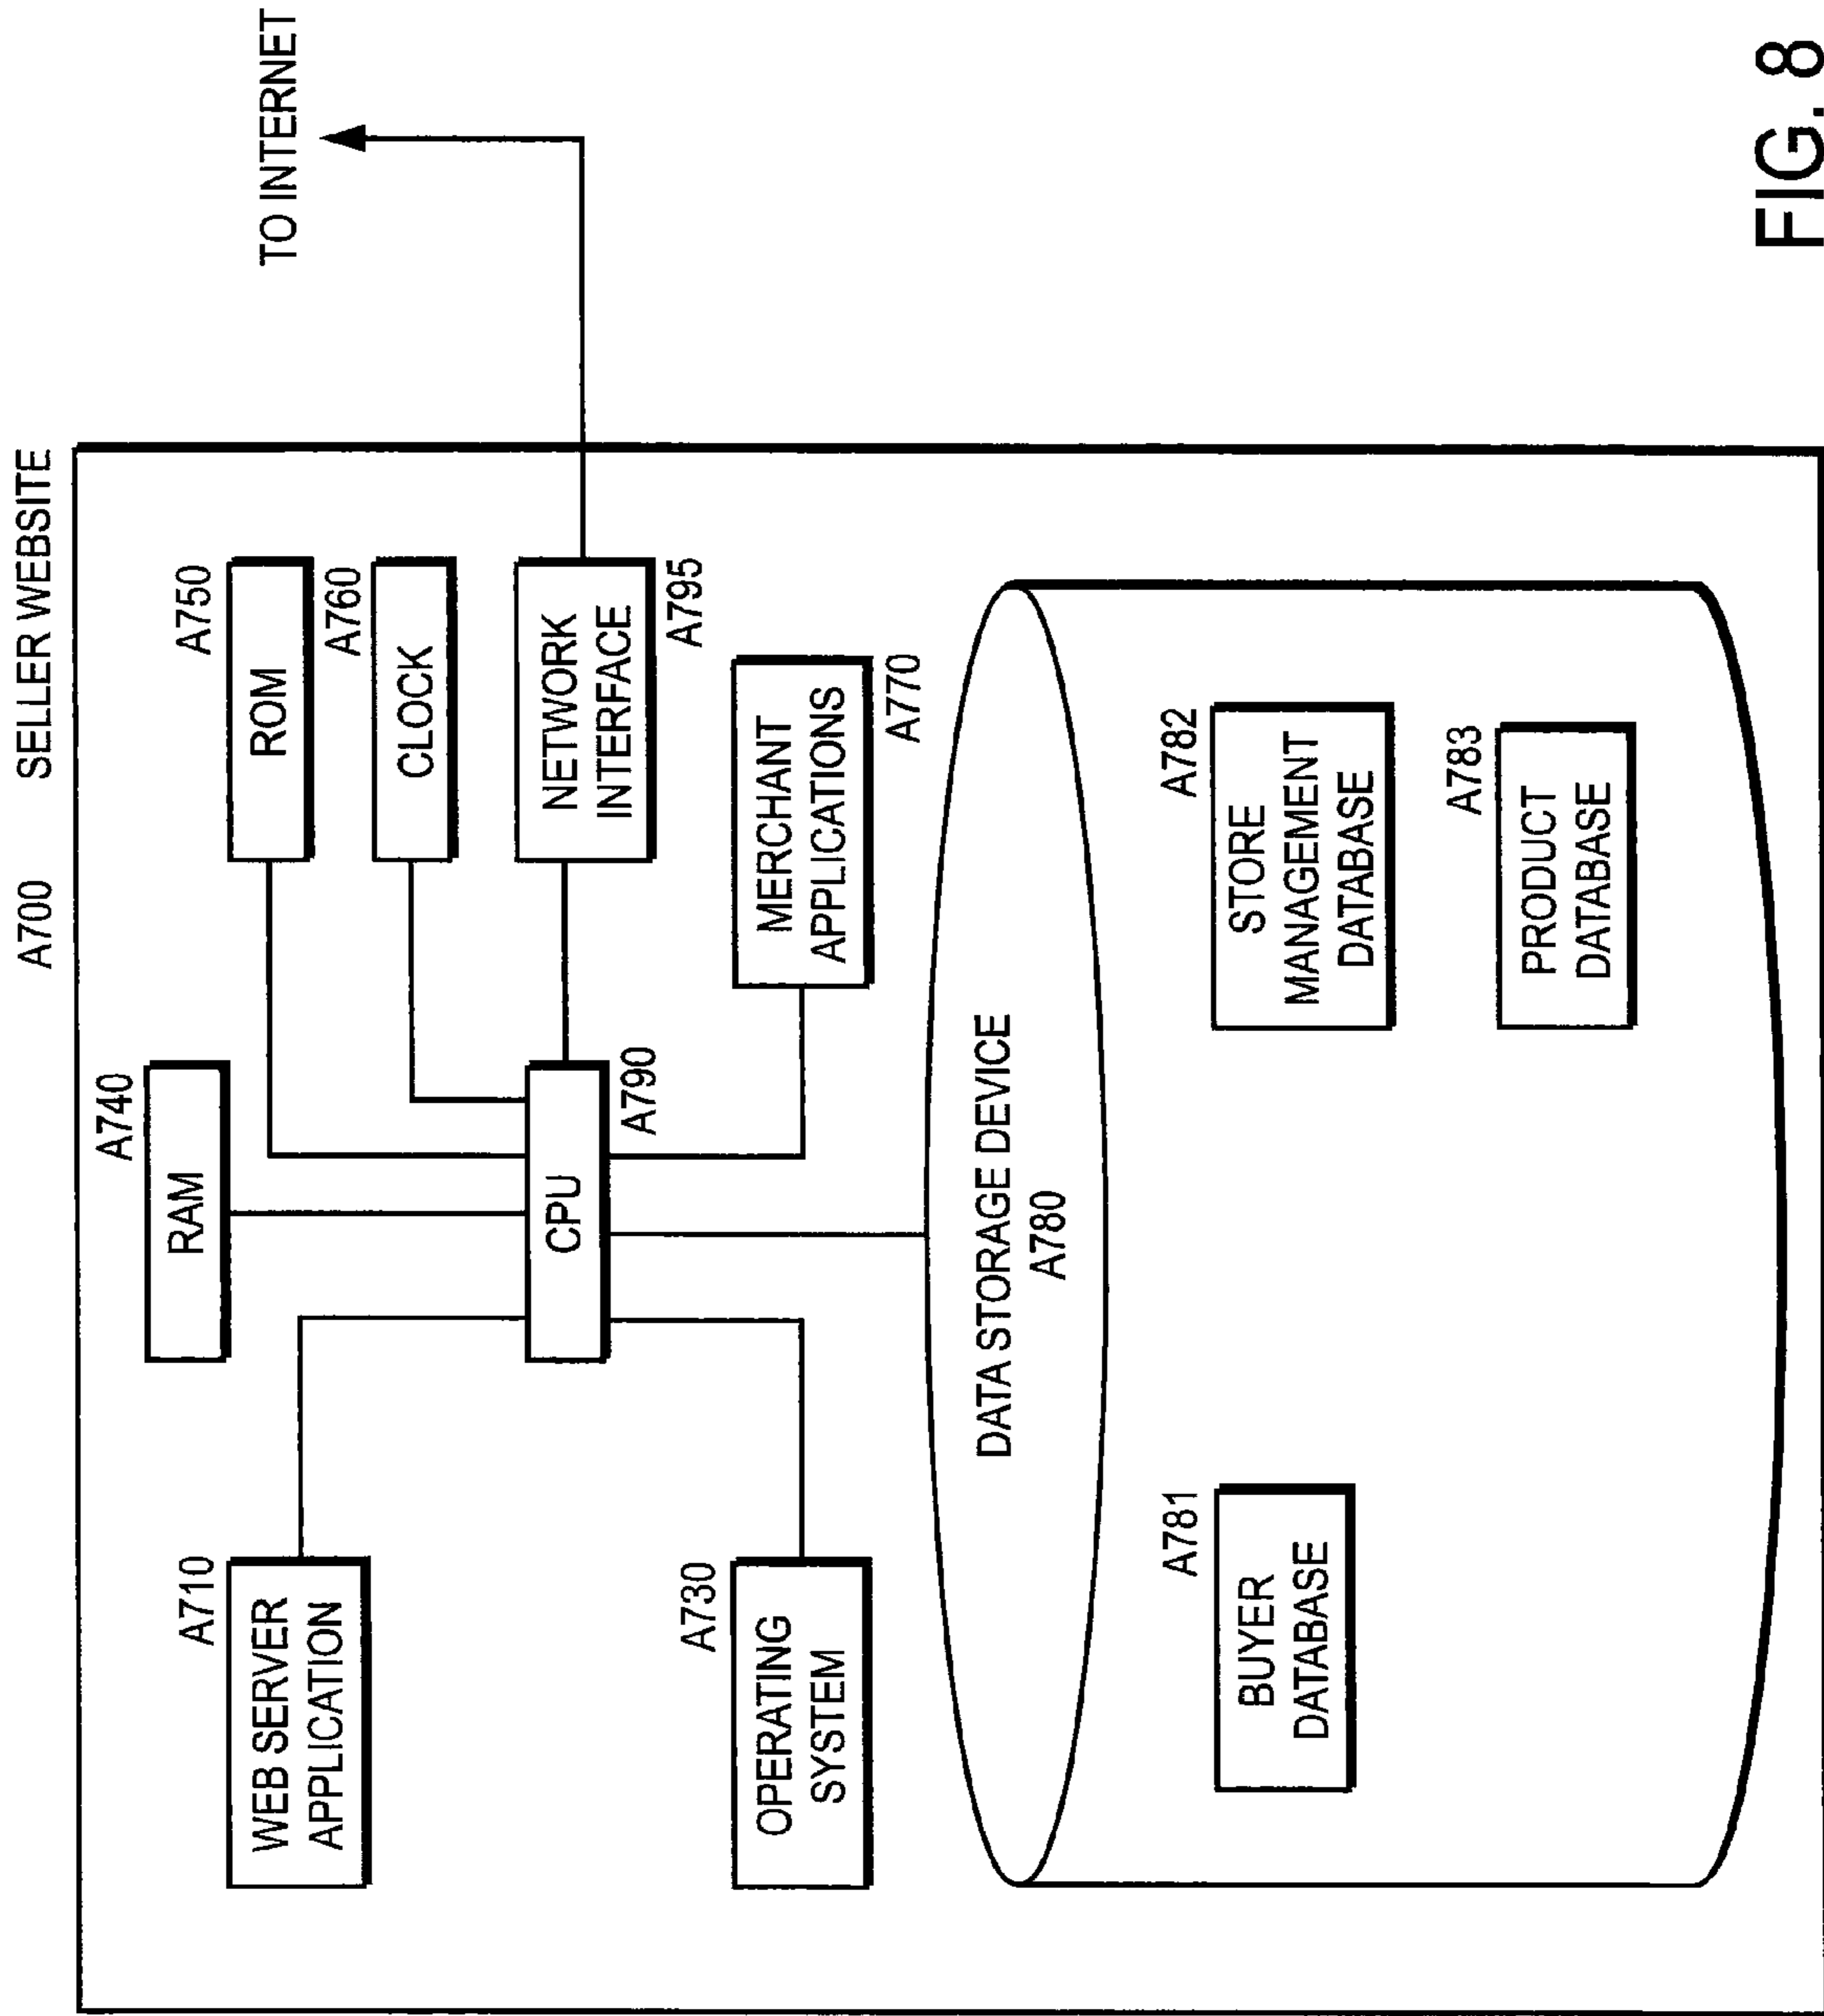 A700 SELLER WEBSITE
A740
RAM
A710
WEB SERVER
APPLICATION
A750
ROM
TO INTERNET
A760
CLOCK
CPU
A790
NETWORK
INTERFACE
A795
A730
OPERATING
SYSTEM
MERCHANT
APPLICATIONS
A770
DATA STORAGE DEVICE
A780
A781
BUYER
DATABASE
A782
STORE
MANAGEMENT
DATABASE
A783
PRODUCT
DATABASE
FIG. 8